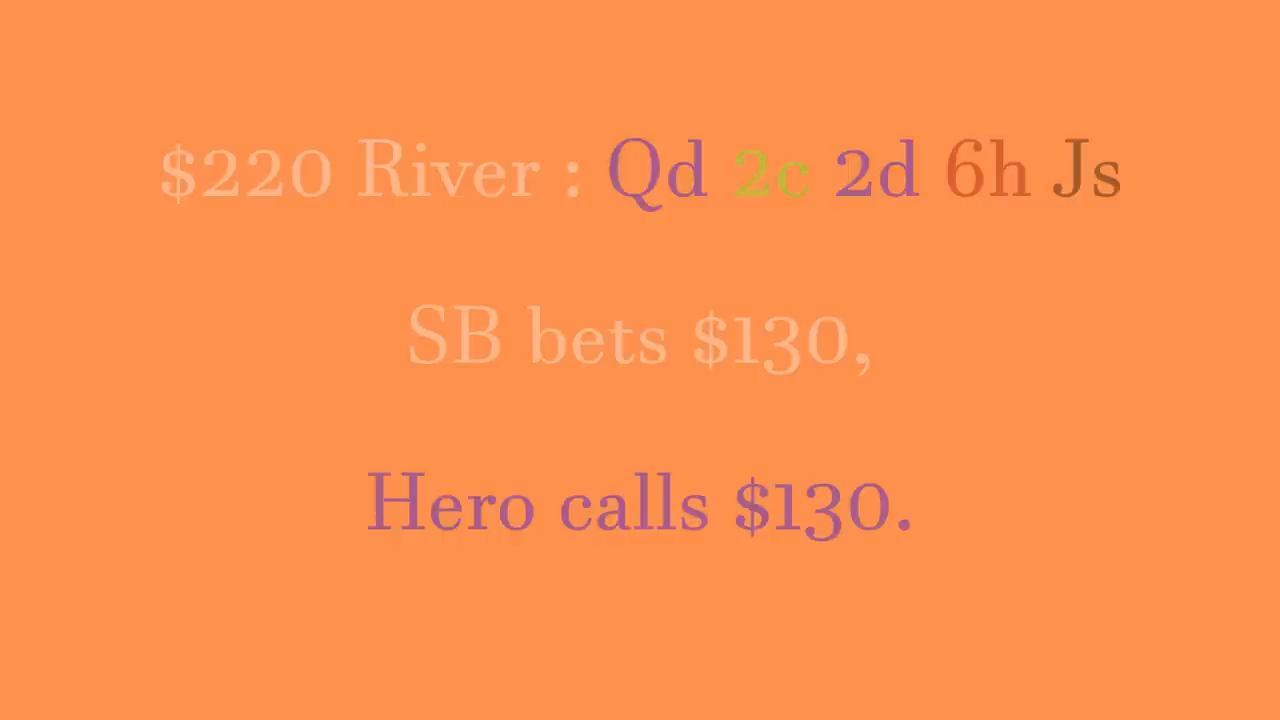 $220 River : Qd 2c 2d 6h Js
SB bets $130,
Hero calls $130.